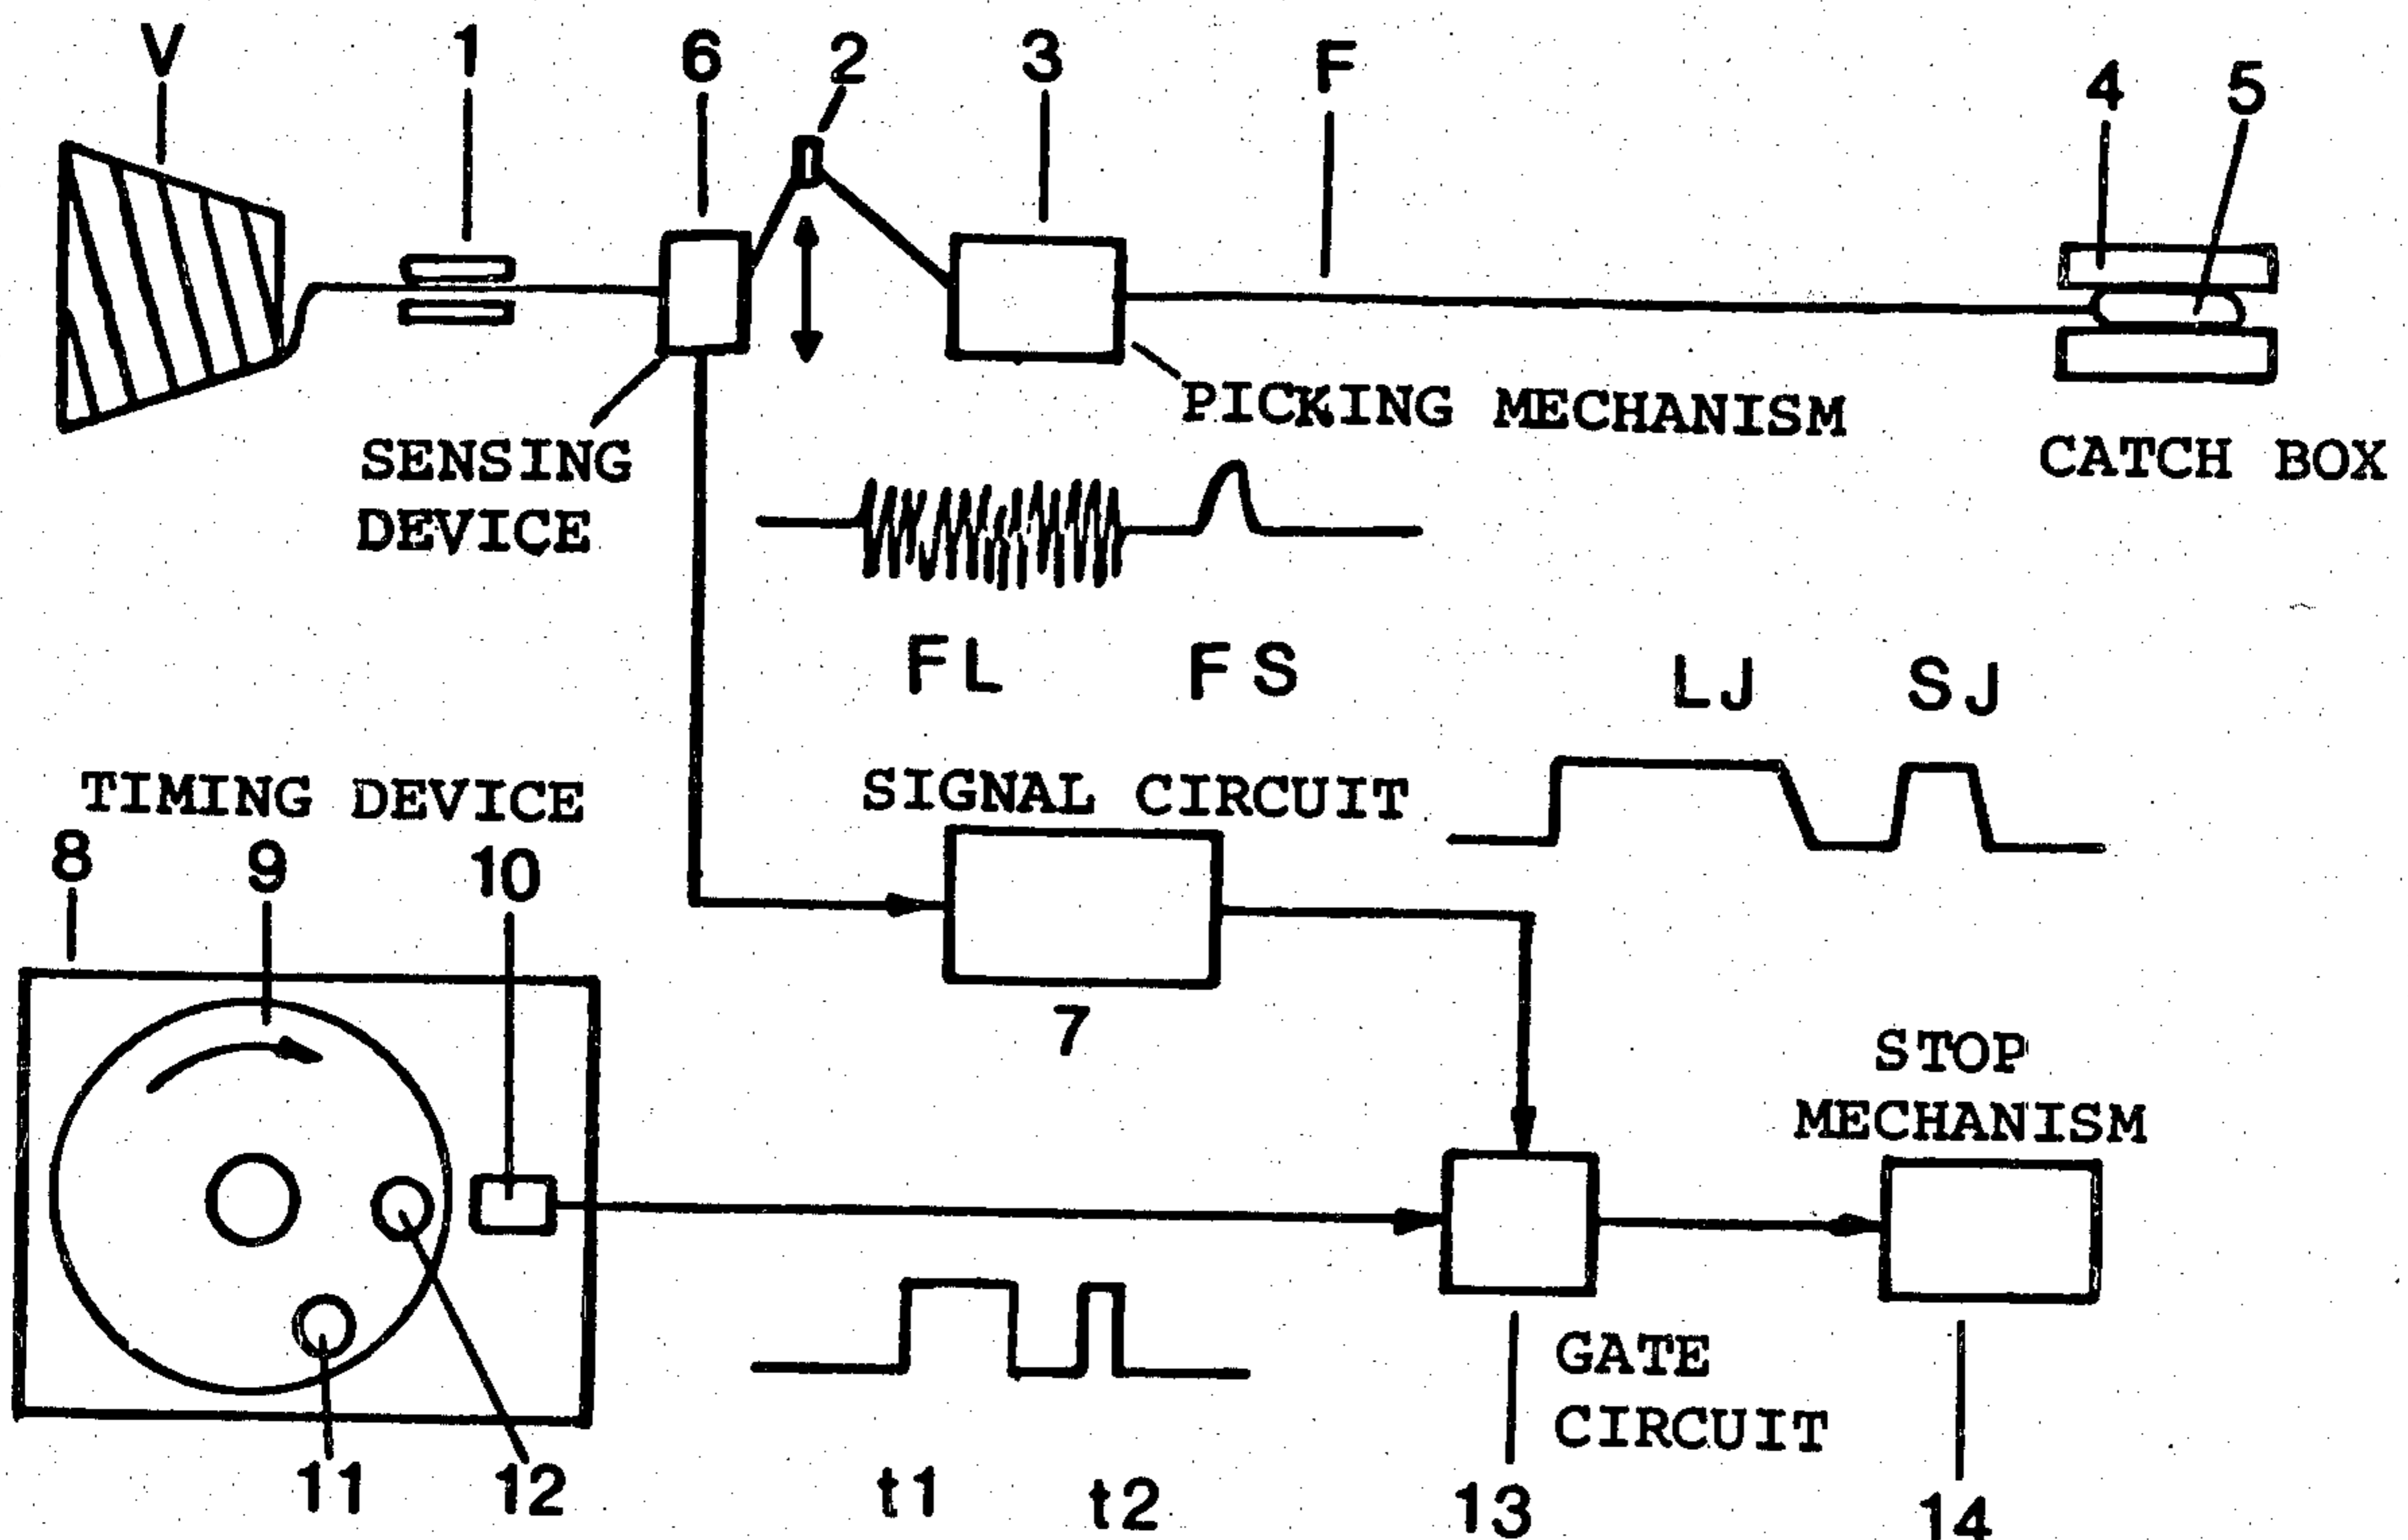 V 1 6 2 3 F 4 5
PICKING MECHANISM
SENSING
DEVICE
CATCH BOX
FL FS
LJ SJ
TIMING DEVICE
SIGNAL CIRCUIT
8 9 10
7
STOP
MECHANISM
GATE
CIRCUIT
11 12 t1 t2 13 14